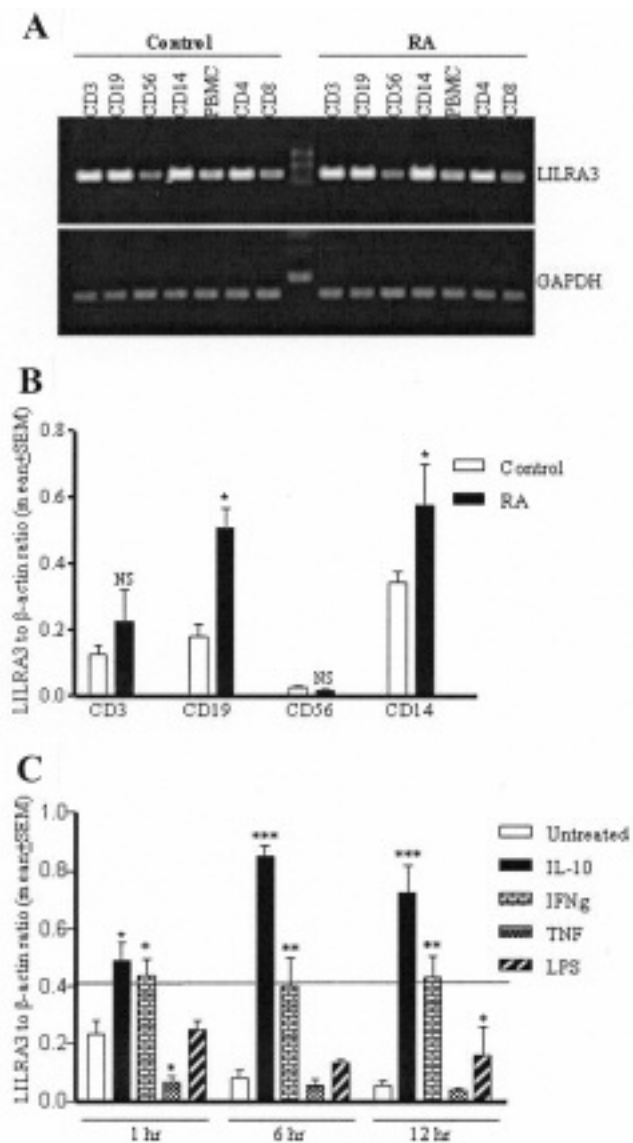 A
Control RA
CD3 CD19 CD56 CD14 PBMC CD4 CD8 CD3 CD19 CD56 CD14 PBMC CD4 CD8
LILRA3
GAPDH
B
LILRA3 to β-actin ratio (mean±SEM)
0.8
0.6
0.4
0.2
0.0
NS * NS *
Control
RA
CD3 CD19 CD56 CD14
C
LILRA3 to β-actin ratio (mean±SEM)
1.0
0.8
0.6
0.4
0.2
0.0
* * * *** ** *** ** *
Untreated
IL-10
IFNg
TNF
LPS
1 hr 6 hr 12 hr